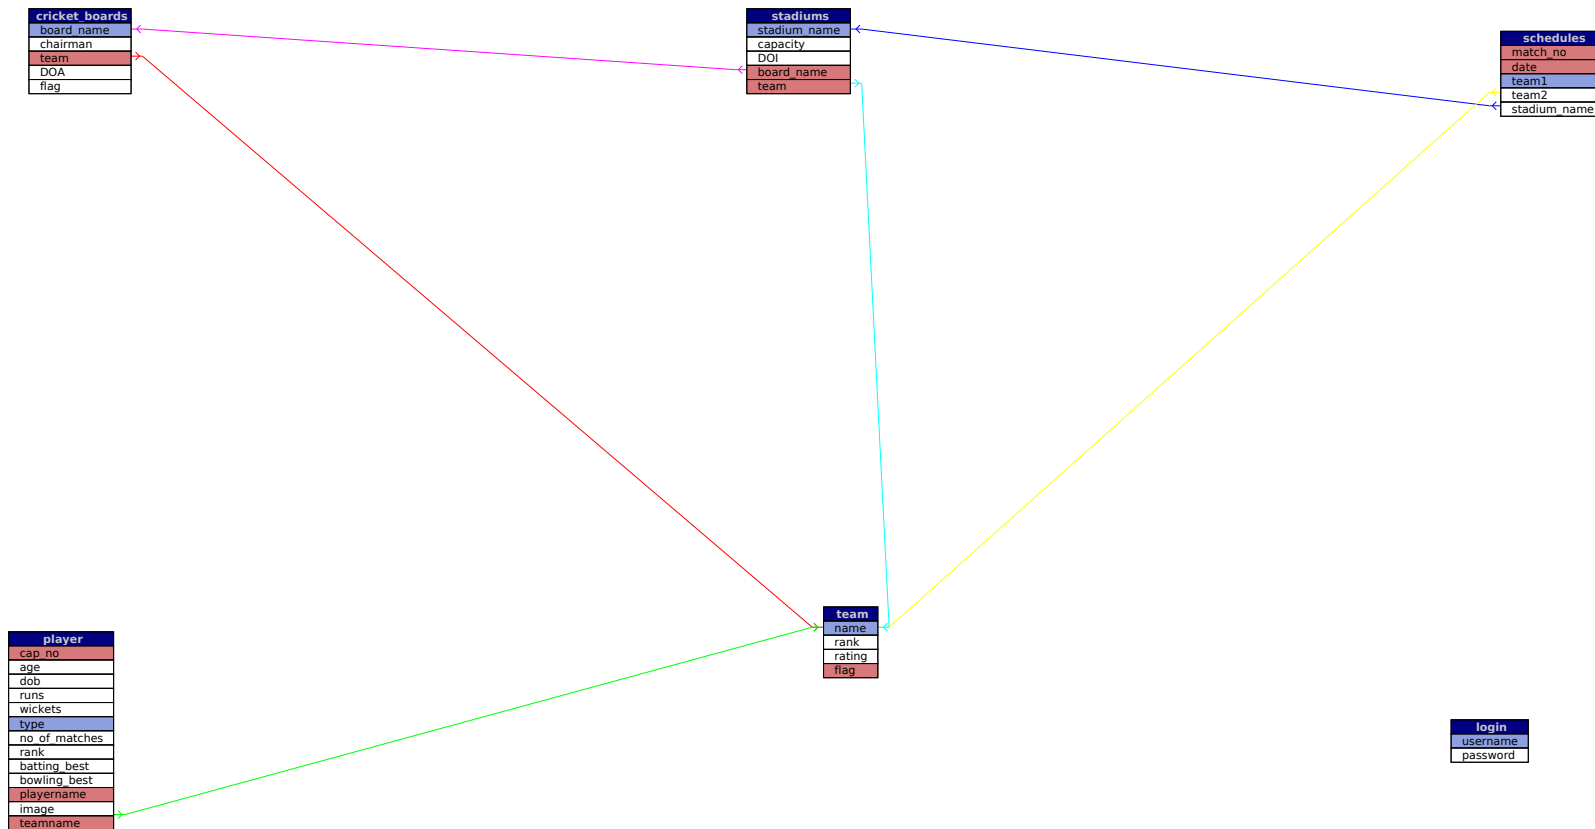 cricket_boards
board_name
chairman
team
DOA
flag
stadiums
stadium_name
capacity
DOI
board_name
team
schedules
match_no
date
team1
team2
stadium_name
team
name
rank
rating
flag
player
cap_no
age
dob
runs
wickets
type
no_of_matches
rank
batting_best
bowling_best
playername
image
teamname
login
username
password